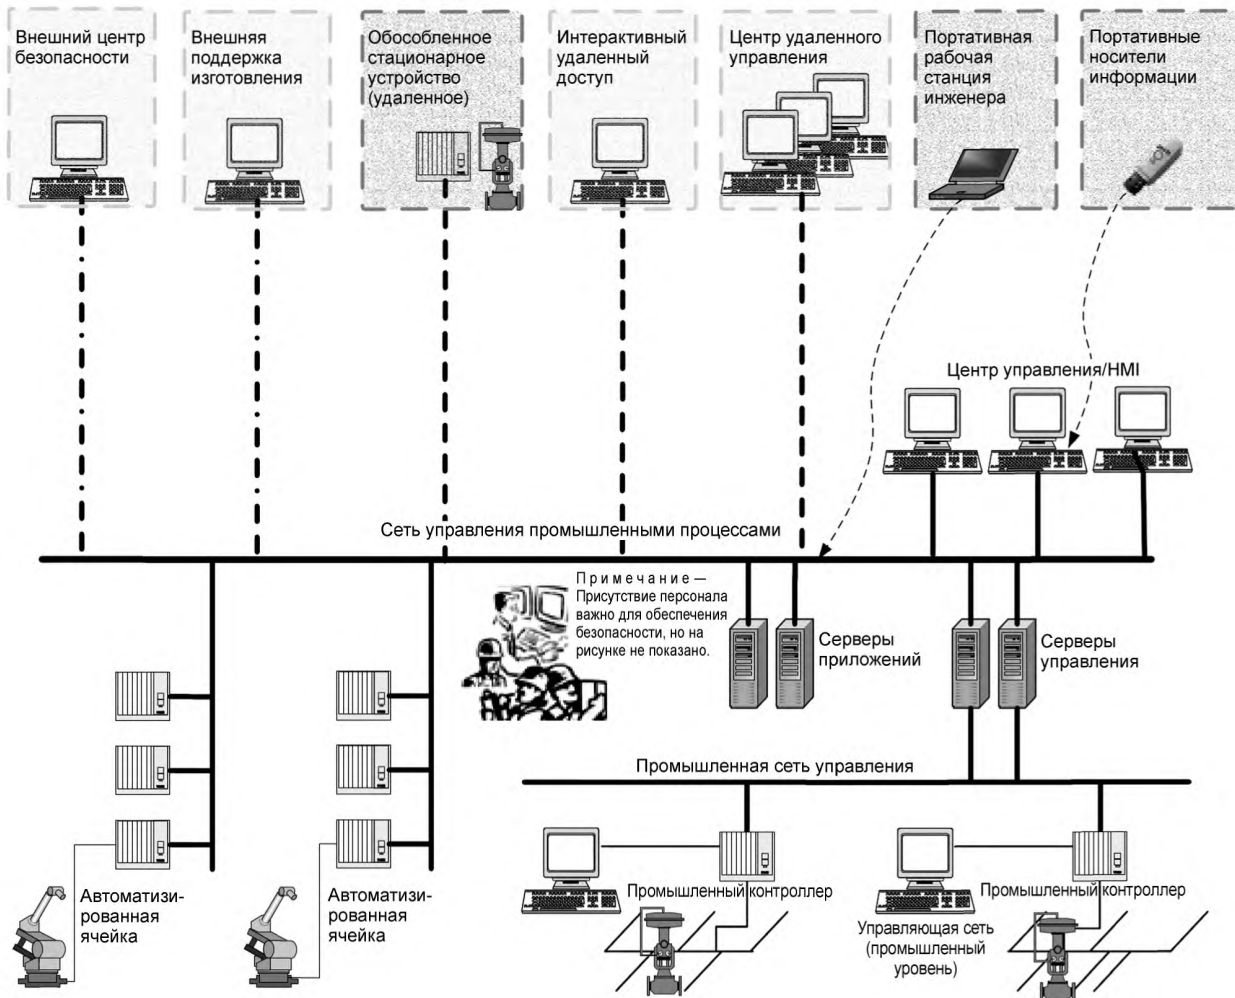 Внешний центр
безопасности
Внешняя
поддержка
изготовления
Обособленное
стационарное
устройство
(удаленное)
Интерактивный
удаленный
доступ
Центр удаленного
управления
Портативная
рабочая
станция
инженера
Портативные
носители
информации
Центр управления/HMI
Сеть управления промышленными процессами
Примечание —
Присутствие персонала
важно для обеспечения
безопасности, но на
рисунке не показано.
Серверы
приложений
Серверы
управления
Промышленная сеть управления
Автоматизи-
рованная
ячейка
Автоматизи-
рованная
ячейка
Промышленный контроллер
Промышленный контроллер
Управляющая сеть
(промышленный
уровень)